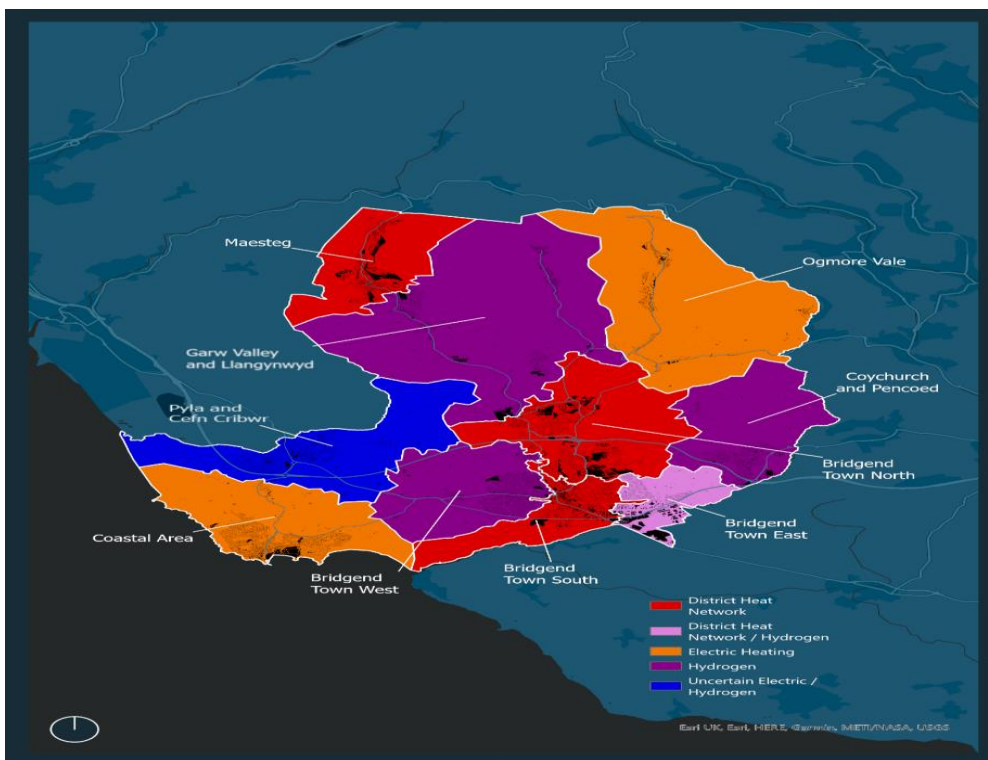 Maesteg
Ogmore Vale
Garw Valley
and Llangynwyd
Coychurch
and Pencoed
Pyla and
Cefn Cribwr
Bridgend
Town North
Bridgend
Town East
Coastal Area
Bridgend
Town West
Bridgend
Town South
District Heat
Network
District Heat
Network / Hydrogen
Electric Heating
Hydrogen
Uncertain Electric /
Hydrogen
Esri UK, Esri, HERE, Garmin, METI/NASA, USGS